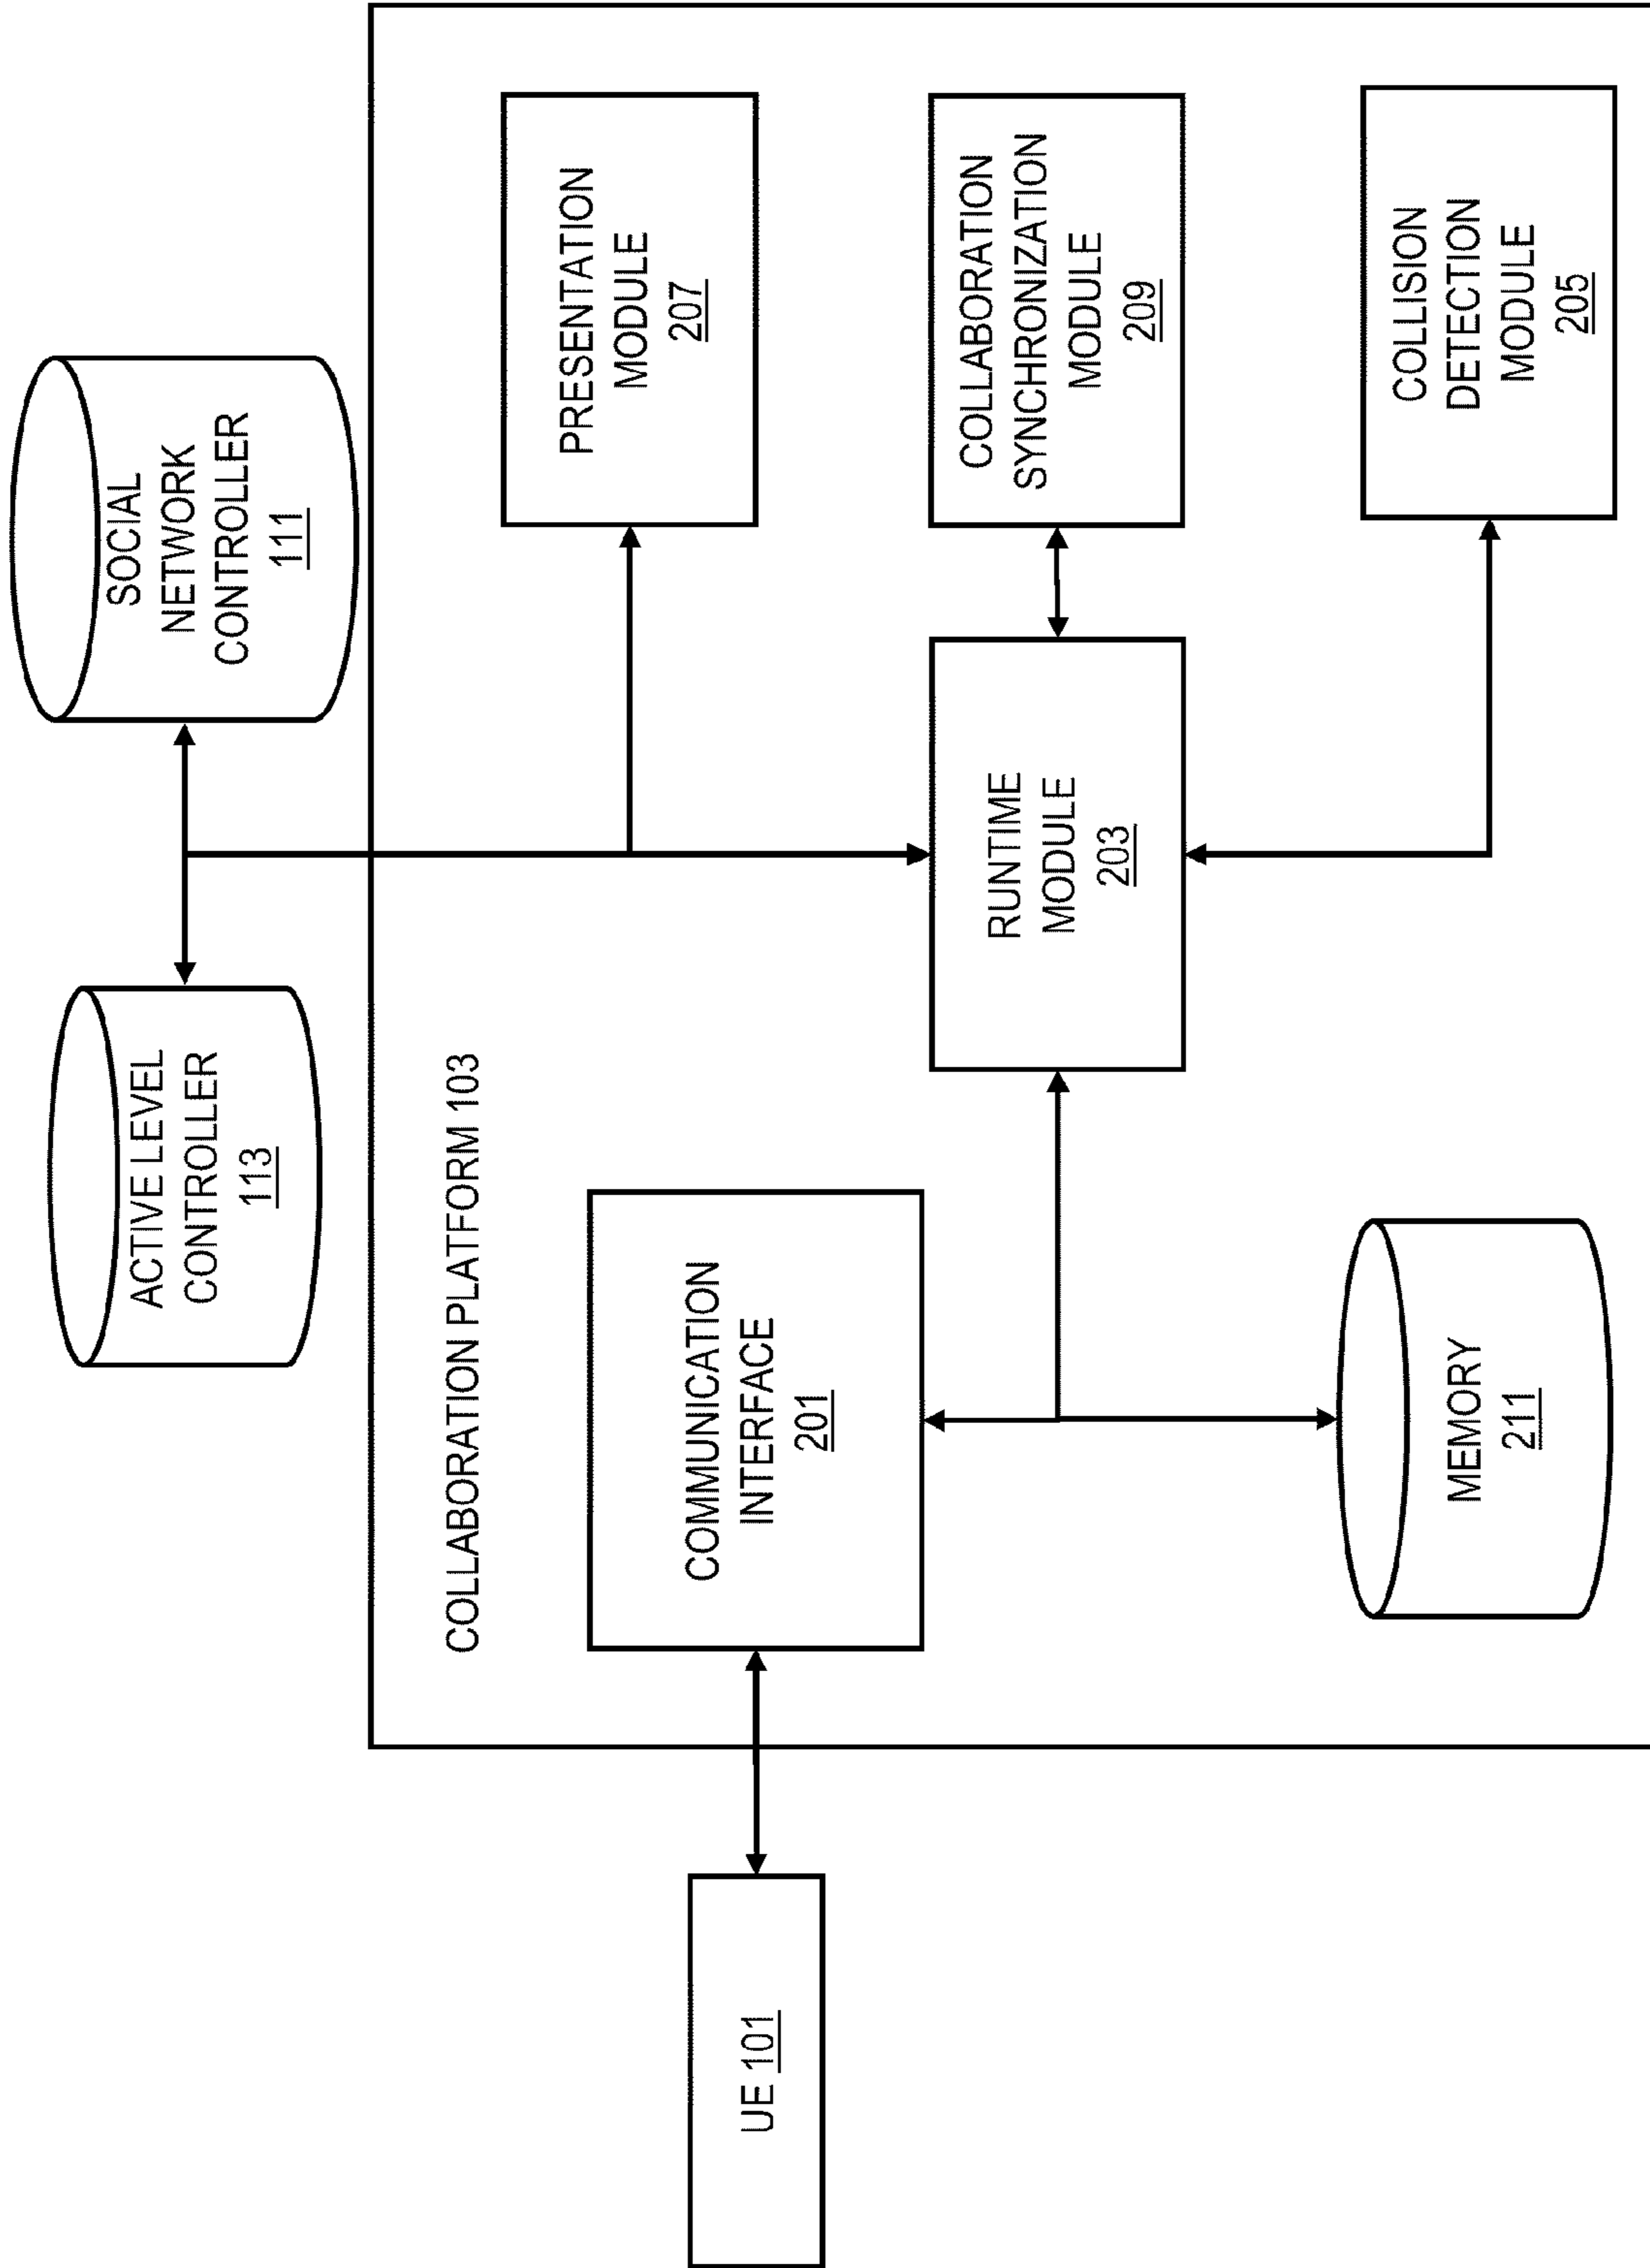 ACTIVE LEVEL
CONTROLLER
113
SOCIAL
NETWORK
CONTROLLER
111
COLLABORATION PLATFORM 103
UE 101
COMMUNICATION
INTERFACE
201
PRESENTATION
MODULE
207
RUNTIME
MODULE
203
COLLABORATION
SYNCHRONIZATION
MODULE
209
MEMORY
211
COLLISION
DETECTION
MODULE
205